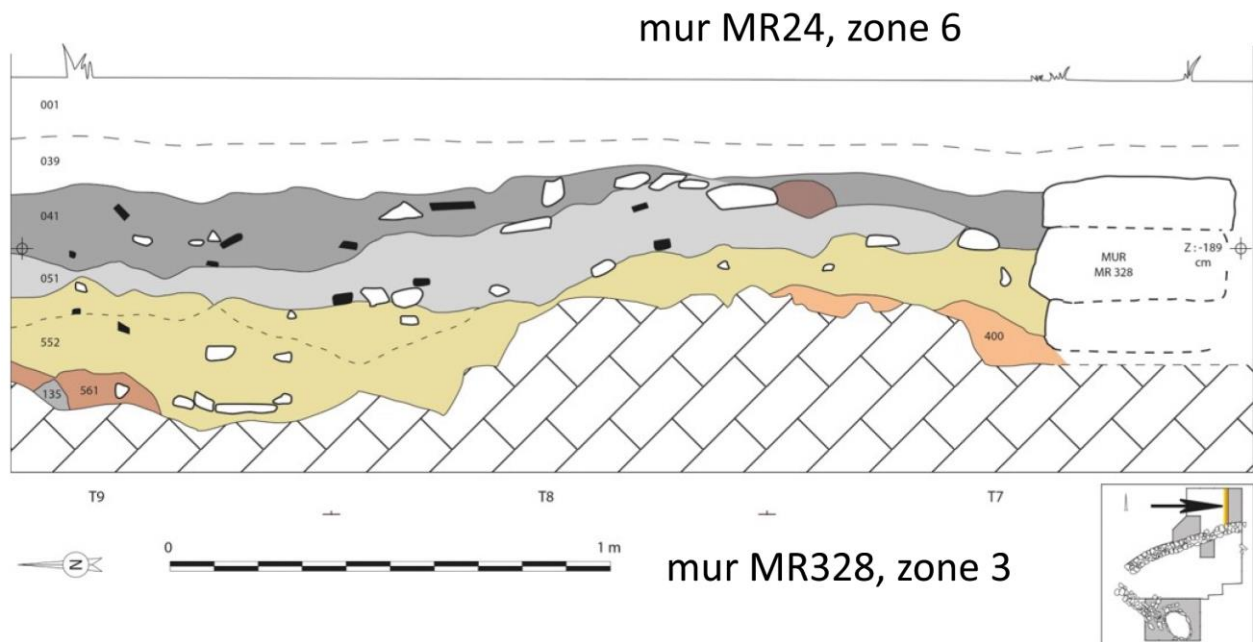 mur MR24, zone 6
001
039
041
051
552
135
561
400
MUR
MR 328
Z : -189
cm
T9
T8
T7
N
0
1 m
mur MR328, zone 3